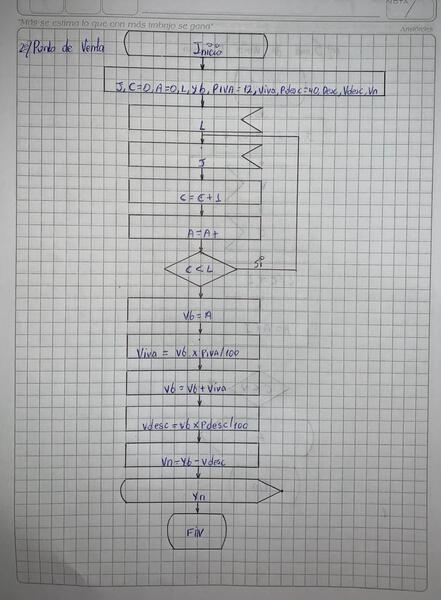 "Más se estima lo que con más trabajo se gana"
Aristóteles
NOTA
2) Punto de Venta
Inicio
J, C=0, A=0, L, Vb, PIVA=12, Viva, Pdesc=40, Desc, Vdesc, Vn
L
J
C = C + 1
A = A +
C < L
Si
Vb = A
Viva = Vb x PIVA/100
Vb = Vb + Viva
Vdesc = Vb x Pdesc/100
Vn = Vb - Vdesc
Vn
FIN